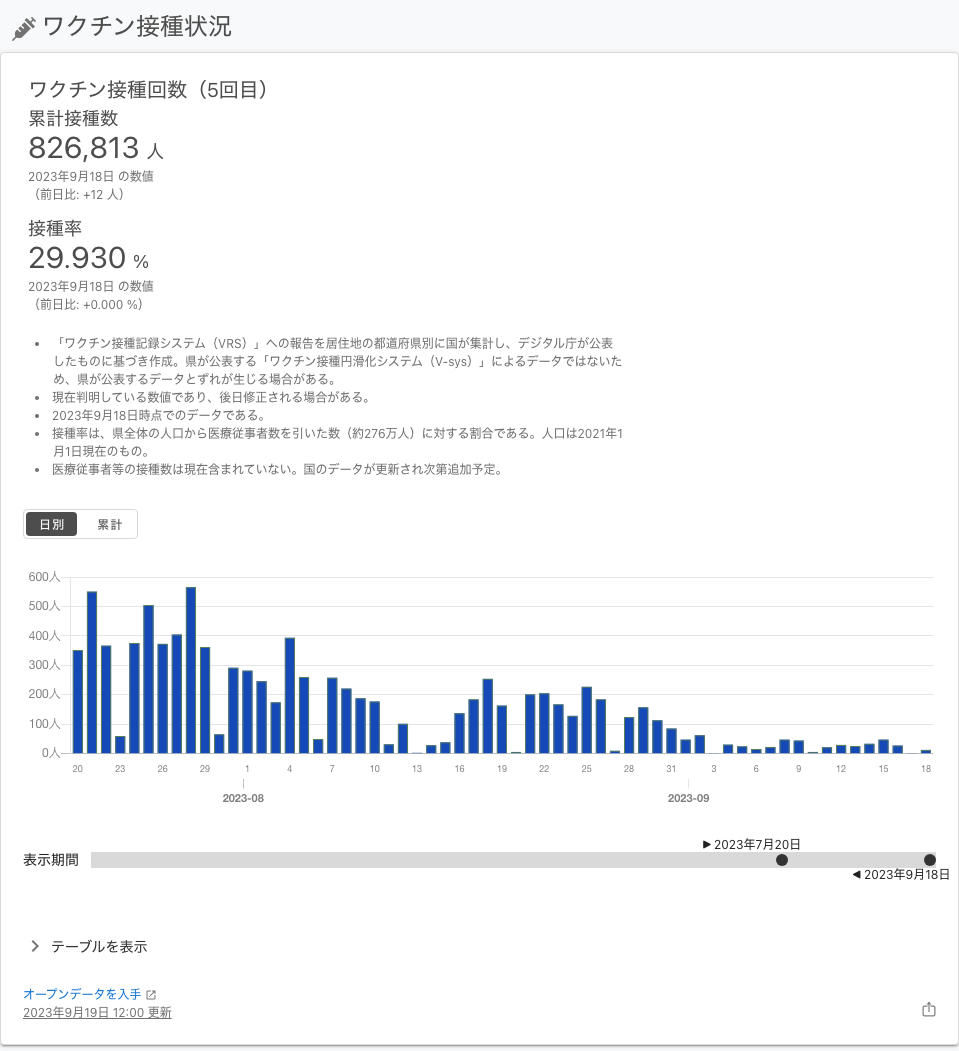 ワクチン接種状況
ワクチン接種回数（5回目）
累計接種数
826,813 人
2023年9月18日 の数値
（前日比: +12 人）
接種率
29.930 %
2023年9月18日 の数値
（前日比: +0.000 %）
「ワクチン接種記録システム（VRS）」への報告を居住地の都道府県別に国が集計し、デジタル庁が公表
したものに基づき作成。県が公表する「ワクチン接種円滑化システム（V-sys）」によるデータではないた
め、県が公表するデータとずれが生じる場合がある。
現在判明している数値であり、後日修正される場合がある。
2023年9月18日時点でのデータである。
接種率は、県全体の人口から医療従事者数を引いた数（約276万人）に対する割合である。人口は2021年1
月1日現在のもの。
医療従事者等の接種数は現在含まれていない。国のデータが更新され次第追加予定。
日別 累計
600人
500人
400人
300人
200人
100人
0人
20 23 26 29 1 4 7 10 13 16 19 22 25 28 31 3 6 9 12 15 18
2023-08 2023-09
▶ 2023年7月20日
表示期間
◀ 2023年9月18日
テーブルを表示
オープンデータを入手
2023年9月19日 12:00 更新